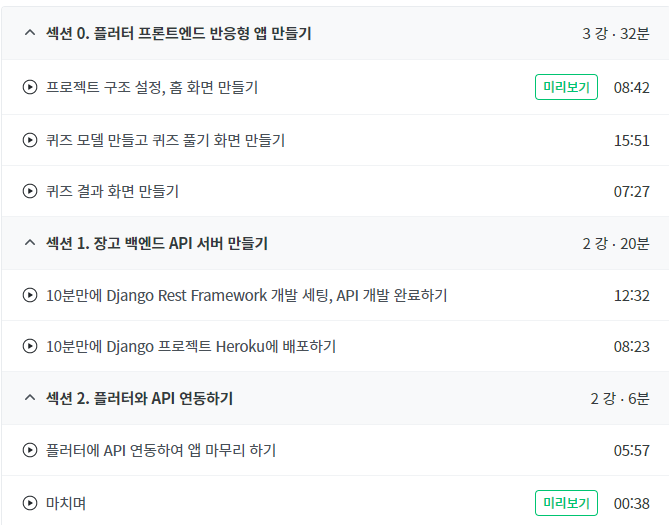 섹션 0. 플러터 프론트엔드 반응형 앱 만들기 3 강 · 32분
프로젝트 구조 설정, 홈 화면 만들기 미리보기 08:42
퀴즈 모델 만들고 퀴즈 풀기 화면 만들기 15:51
퀴즈 결과 화면 만들기 07:27
섹션 1. 장고 백엔드 API 서버 만들기 2 강 · 20분
10분만에 Django Rest Framework 개발 세팅, API 개발 완료하기 12:32
10분만에 Django 프로젝트 Heroku에 배포하기 08:23
섹션 2. 플러터와 API 연동하기 2 강 · 6분
플러터에 API 연동하여 앱 마무리 하기 05:57
마치며 미리보기 00:38